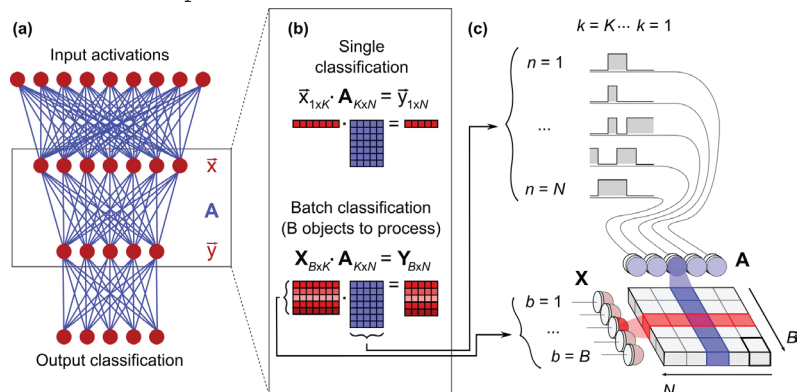 (a)
Input activations
x⃗
A
y⃗
Output classification
(b)
Single
classification
x⃗₁ₓK · AKxN = y⃗₁ₓN
· =
Batch classification
(B objects to process)
XBxK · AKxN = YBxN
· =
(c)
k = K ··· k = 1
n = 1
...
n = N
A
X
b = 1
...
b = B
B
N